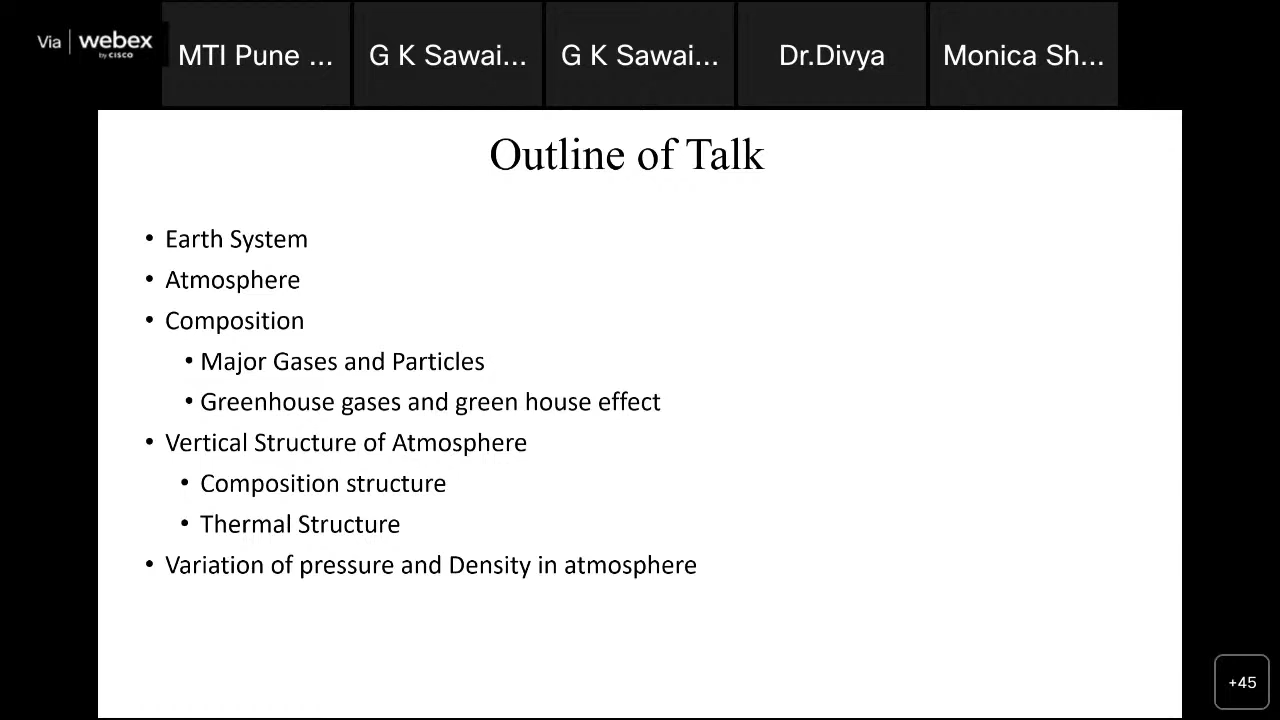 Via webex
by CISCO
MTI Pune ...
G K Sawai...
G K Sawai...
Dr.Divya
Monica Sh...
Outline of Talk
• Earth System
• Atmosphere
• Composition
• Major Gases and Particles
• Greenhouse gases and green house effect
• Vertical Structure of Atmosphere
• Composition structure
• Thermal Structure
• Variation of pressure and Density in atmosphere
+45